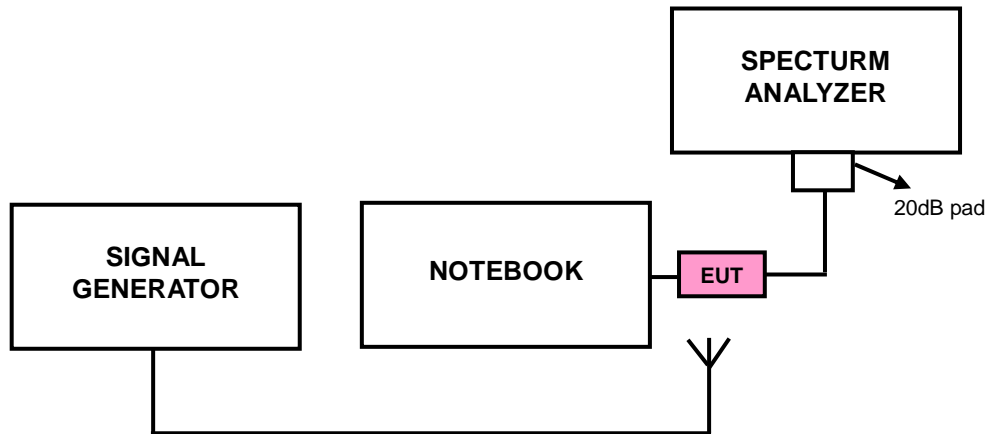 SPECTURM
ANALYZER
20dB pad
SIGNAL
GENERATOR
NOTEBOOK
EUT